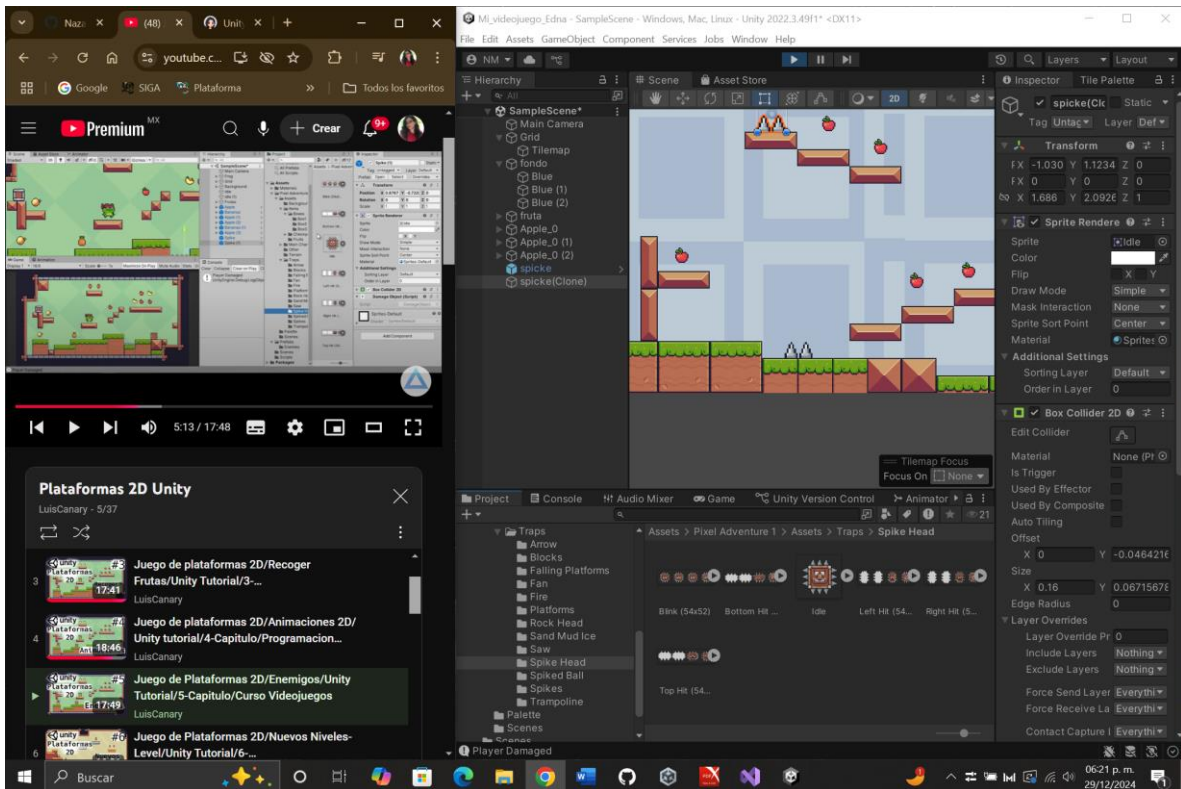 Naza
(48)
Unity
youtube.c...
Google
SIGA
Plataforma
»
Todos los favoritos
Premium MX
Crear
9+
5:13 / 17:48
Plataformas 2D Unity
LuisCanary - 5/37
3
#3
17:41
Juego de plataformas 2D/Recoger
Frutas/Unity Tutorial/3-...
LuisCanary
4
18:46
Juego de plataformas 2D/Animaciones 2D/
Unity tutorial/4-Capitulo/Programacion...
LuisCanary
17:49
Juego de Plataformas 2D/Enemigos/Unity
Tutorial/5-Capitulo/Curso Videojuegos
LuisCanary
6
Juego de Plataformas 2D/Nuevos Niveles-
Level/Unity Tutorial/6-...
Mi_videojuego_Edna - SampleScene - Windows, Mac, Linux - Unity 2022.3.49f1* <DX11>
File Edit Assets GameObject Component Services Jobs Window Help
NM
Layers
Layout
Hierarchy
All
SampleScene*
Main Camera
Grid
Tilemap
fondo
Blue
Blue (1)
Blue (2)
fruta
Apple_0
Apple_0 (1)
Apple_0 (2)
spicke
spicke(Clone)
Scene
Asset Store
2D
Tilemap Focus
Focus On None
Inspector
Tile Palette
spicke(Clc
Static
Tag Untag
Layer Def
Transform
X -1.030 Y 1.1234 Z 0
X 0 Y 0 Z 0
X 1.686 Y 2.0926 Z 1
Sprite Rendere
Sprite
Idle
Color
Flip
X Y
Draw Mode
Simple
Mask Interaction
None
Sprite Sort Point
Center
Material
Sprites
Additional Settings
Sorting Layer
Default
Order in Layer
0
Box Collider 2D
Edit Collider
Material
None (Ph
Is Trigger
Used By Effector
Used By Composite
Auto Tiling
Offset
X 0 Y -0.0464216
Size
X 0.16 Y 0.06715678
Edge Radius
0
Layer Overrides
Layer Override Pr
0
Include Layers
Nothing
Exclude Layers
Nothing
Force Send Layer
Everythi
Force Receive La
Everythi
Contact Capture l
Everythi
Project
Console
Audio Mixer
Game
Unity Version Control
Animator
21
Traps
Arrow
Blocks
Falling Platforms
Fan
Fire
Platforms
Rock Head
Sand Mud Ice
Saw
Spike Head
Spiked Ball
Spikes
Trampoline
Palette
Scenes
Assets > Pixel Adventure 1 > Assets > Traps > Spike Head
Blink (54x52)
Bottom Hit ...
Idle
Left Hit (54...
Right Hit (5...
Top Hit (54...
Player Damaged
Buscar
06:21 p. m.
29/12/2024